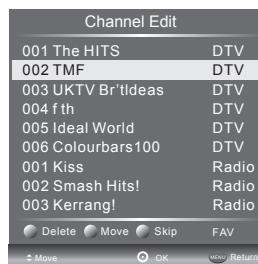 Channel Edit
001 The HITS DTV
002 TMF DTV
003 UKTV Br'tIdeas DTV
004 f th DTV
005 Ideal World DTV
006 Colourbars100 DTV
001 Kiss Radio
002 Smash Hits! Radio
003 Kerrang! Radio
Delete Move Skip FAV
Move OK MENU Return